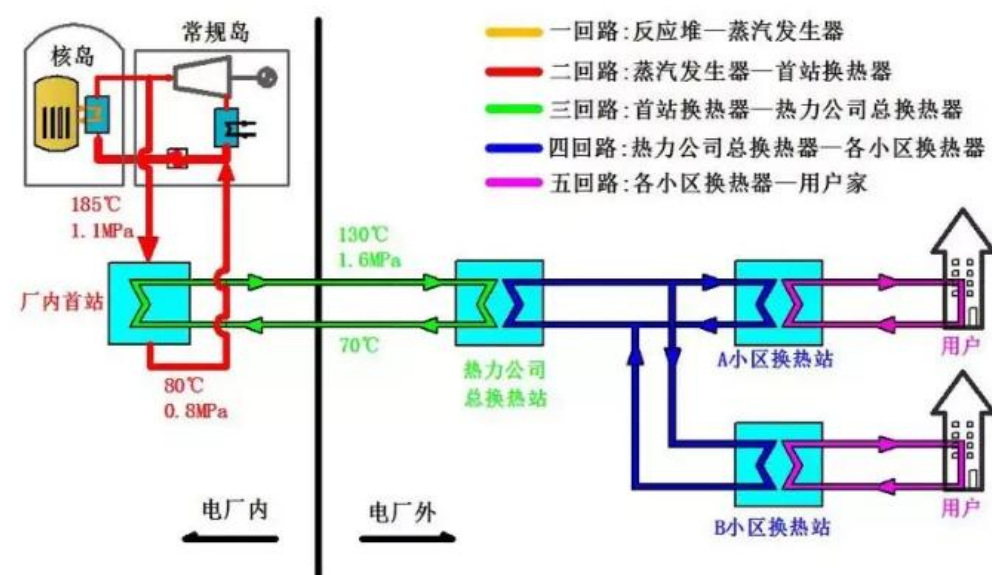 核岛
常规岛
一回路:反应堆—蒸汽发生器
二回路:蒸汽发生器—首站换热器
三回路:首站换热器—热力公司总换热器
四回路:热力公司总换热器—各小区换热器
五回路:各小区换热器—用户家
185℃
1.1MPa
130℃
1.6MPa
厂内首站
70℃
80℃
0.8MPa
热力公司
总换热站
A小区换热站
用户
B小区换热站
用户
电厂内
电厂外